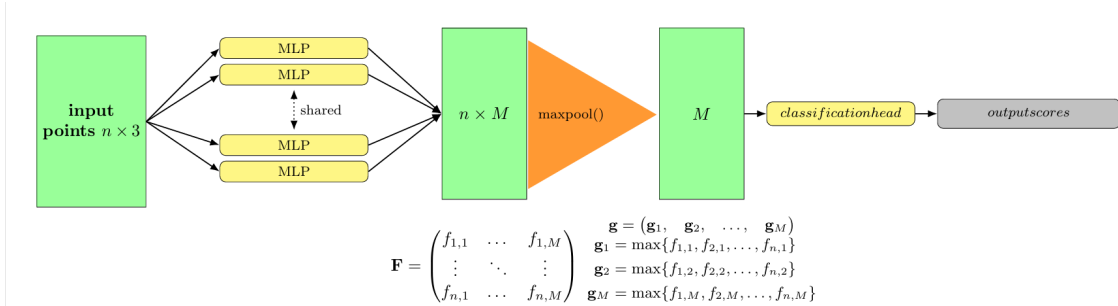 input
points n × 3
MLP
MLP
shared
MLP
MLP
n × M
maxpool()
M
classificationhead
outputscores
F = ( f1,1 … f1,M
⋮ ⋱ ⋮
fn,1 … fn,M )
g = (g1, g2, …, gM)
g1 = max{f1,1, f2,1, …, fn,1}
g2 = max{f1,2, f2,2, …, fn,2}
gM = max{f1,M, f2,M, …, fn,M}